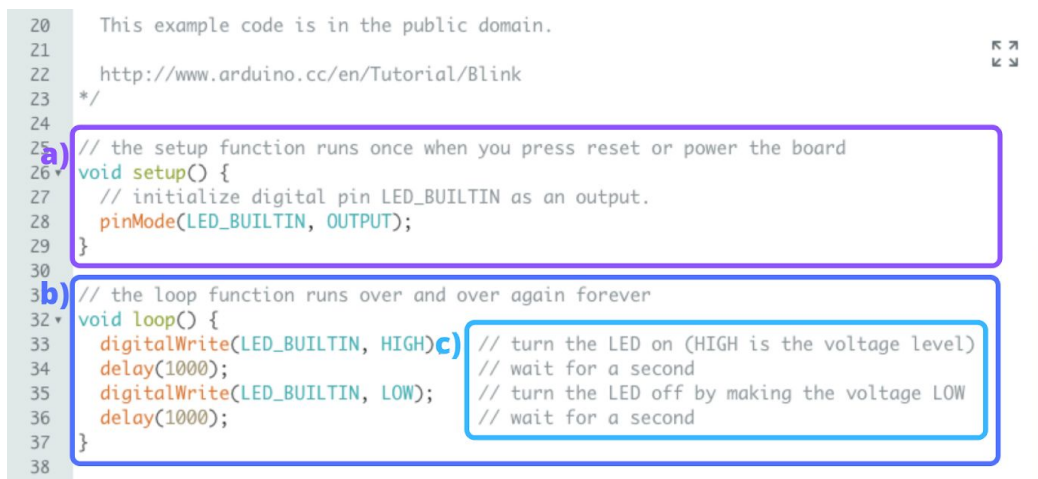 20 This example code is in the public domain.
21
22 http://www.arduino.cc/en/Tutorial/Blink
23 */
24
a)
25 // the setup function runs once when you press reset or power the board
26 void setup() {
27 // initialize digital pin LED_BUILTIN as an output.
28 pinMode(LED_BUILTIN, OUTPUT);
29 }
30
b)
// the loop function runs over and over again forever
32 void loop() {
33 digitalWrite(LED_BUILTIN, HIGH) c) // turn the LED on (HIGH is the voltage level)
34 delay(1000); // wait for a second
35 digitalWrite(LED_BUILTIN, LOW); // turn the LED off by making the voltage LOW
36 delay(1000); // wait for a second
37 }
38